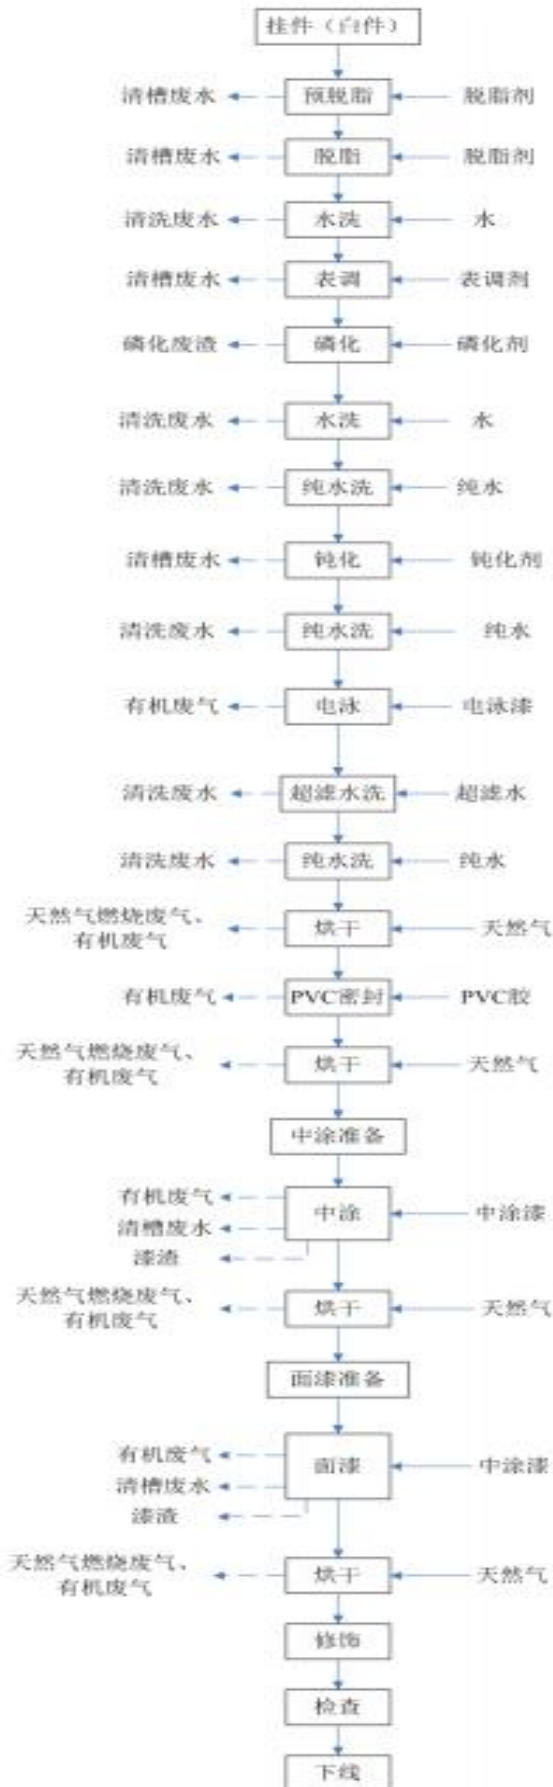 挂件（白件）
清槽废水 预脱脂 脱脂剂
清槽废水 脱脂 脱脂剂
清洗废水 水洗 水
清槽废水 表调 表调剂
磷化废渣 磷化 磷化剂
清洗废水 水洗 水
清洗废水 纯水洗 纯水
清槽废水 钝化 钝化剂
清洗废水 纯水洗 纯水
有机废气 电泳 电泳漆
清洗废水 超滤水洗 超滤水
清洗废水 纯水洗 纯水
天然气燃烧废气、
有机废气 烘干 天然气
有机废气 PVC密封 PVC胶
天然气燃烧废气、
有机废气 烘干 天然气
中涂准备
有机废气
清槽废水 中涂 中涂漆
漆渣
天然气燃烧废气、
有机废气 烘干 天然气
面漆准备
有机废气 面漆 中涂漆
清槽废水
漆渣
天然气燃烧废气、
有机废气 烘干 天然气
修饰
检查
下线